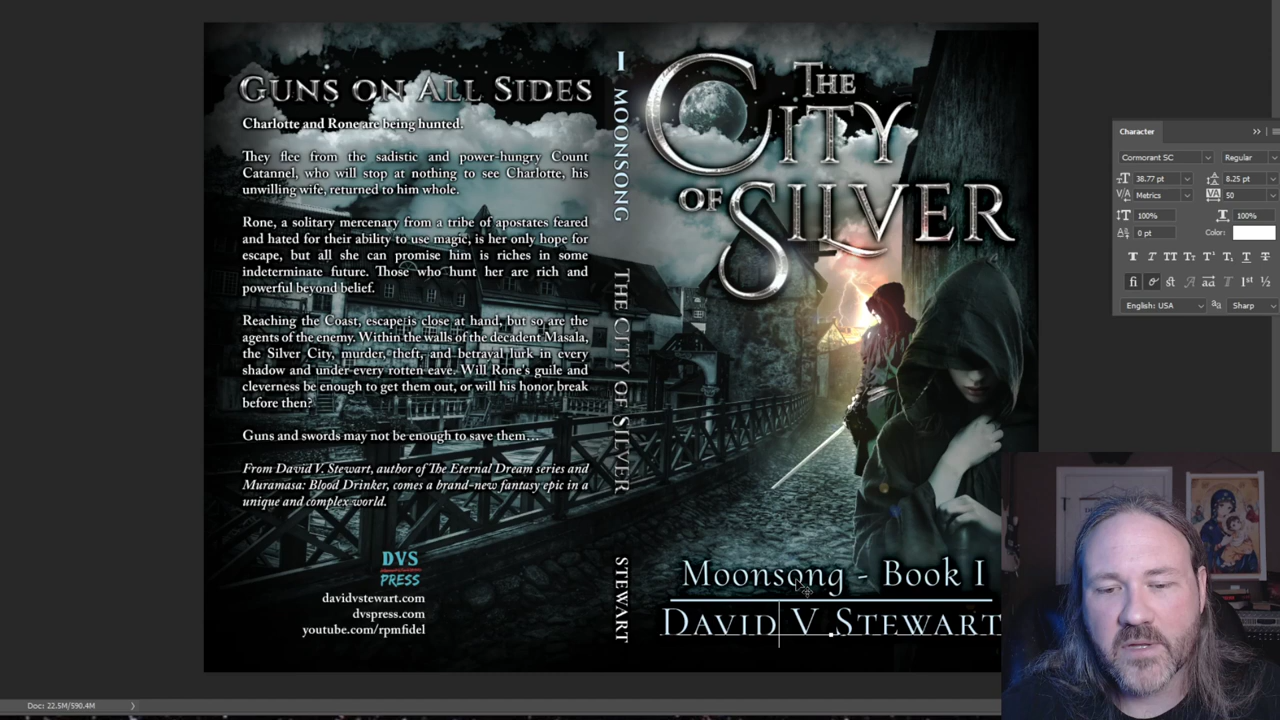 GUNS ON ALL SIDES
Charlotte and Rone are being hunted.
They flee from the sadistic and power-hungry Count
Catannel, who will stop at nothing to see Charlotte, his
unwilling wife, returned to him whole.
Rone, a solitary mercenary from a tribe of apostates feared
and hated for their ability to use magic, is her only hope for
escape, but all she can promise him is riches in some
indeterminate future. Those who hunt her are rich and
powerful beyond belief.
Reaching the Coast, escape is close at hand, but so are the
agents of the enemy. Within the walls of the decadent Masala,
the Silver City, murder, theft, and betrayal lurk in every
shadow and under every rotten eave. Will Rone's guile and
cleverness be enough to get them out, or will his honor break
before then?
Guns and swords may not be enough to save them…
From David V. Stewart, author of The Eternal Dream series and
Muramasa: Blood Drinker, comes a brand-new fantasy epic in a
unique and complex world.
DVS
PRESS
davidvstewart.com
dvspress.com
youtube.com/rpmfidel
I MOONSONG
THE CITY OF SILVER
STEWART
THE
CITY
OF SILVER
Moonsong - Book I
DAVID V STEWART
Character
Cormorant SC
Regular
38.77 pt
8.25 pt
Metrics
50
100%
100%
0 pt
Color:
English: USA
Sharp
Doc: 22.5M/590.4M